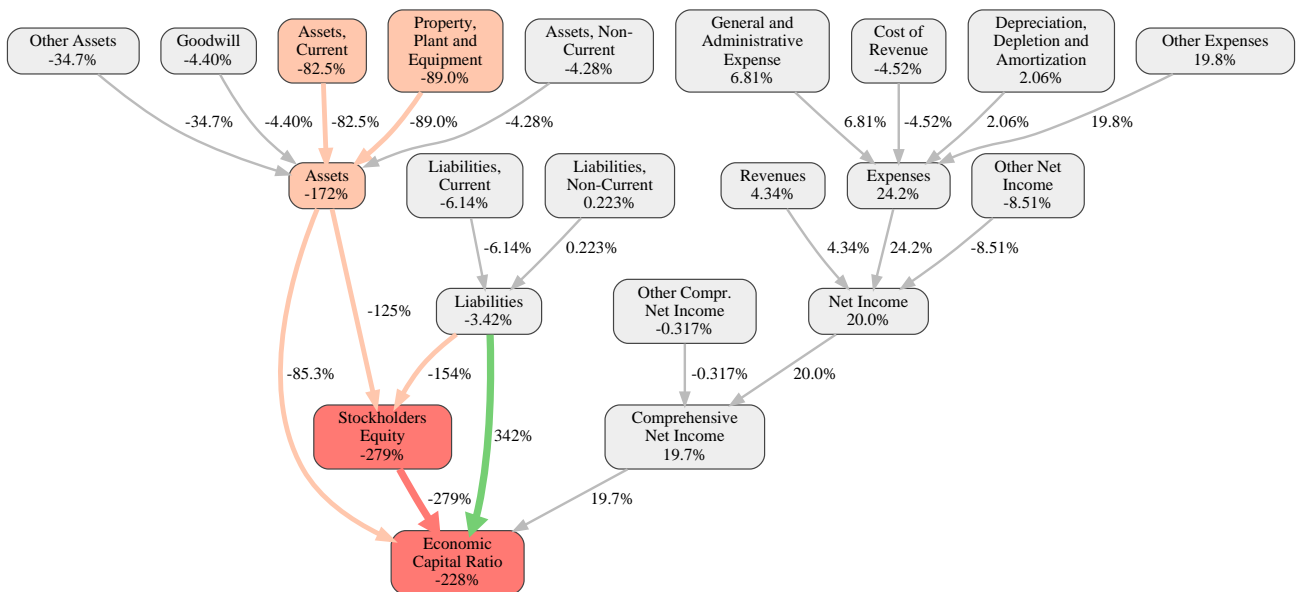 Other Assets
-34.7%
Goodwill
-4.40%
Assets,
Current
-82.5%
Property,
Plant and
Equipment
-89.0%
Assets, Non-
Current
-4.28%
General and
Administrative
Expense
6.81%
Cost of
Revenue
-4.52%
Depreciation,
Depletion and
Amortization
2.06%
Other Expenses
19.8%
-34.7%
-4.40%
-82.5%
-89.0%
-4.28%
6.81%
-4.52%
2.06%
19.8%
Assets
-172%
Liabilities,
Current
-6.14%
Liabilities,
Non-Current
0.223%
Revenues
4.34%
Expenses
24.2%
Other Net
Income
-8.51%
-6.14%
0.223%
4.34%
24.2%
-8.51%
Liabilities
-3.42%
Other Compr.
Net Income
-0.317%
Net Income
20.0%
-125%
-85.3%
-154%
-0.317%
20.0%
Stockholders
Equity
-279%
342%
Comprehensive
Net Income
19.7%
-279%
19.7%
Economic
Capital Ratio
-228%